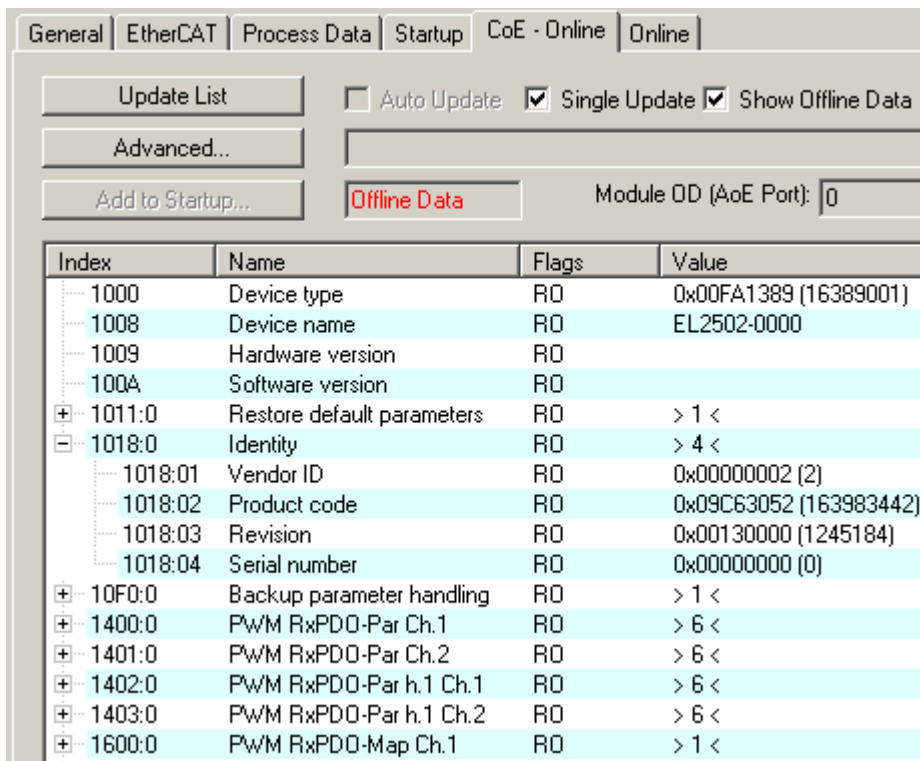 General EtherCAT Process Data Startup CoE - Online Online
Update List Auto Update Single Update Show Offline Data
Advanced...
Add to Startup... Offline Data Module OD (AoE Port): 0
Index Name Flags Value
1000 Device type RO 0x00FA1389 (16389001)
1008 Device name RO EL2502-0000
1009 Hardware version RO
100A Software version RO
1011:0 Restore default parameters RO > 1 <
1018:0 Identity RO > 4 <
1018:01 Vendor ID RO 0x00000002 (2)
1018:02 Product code RO 0x09C63052 (163983442)
1018:03 Revision RO 0x00130000 (1245184)
1018:04 Serial number RO 0x00000000 (0)
10F0:0 Backup parameter handling RO > 1 <
1400:0 PWM RxPDO-Par Ch.1 RO > 6 <
1401:0 PWM RxPDO-Par Ch.2 RO > 6 <
1402:0 PWM RxPDO-Par h.1 Ch.1 RO > 6 <
1403:0 PWM RxPDO-Par h.1 Ch.2 RO > 6 <
1600:0 PWM RxPDO-Map Ch.1 RO > 1 <